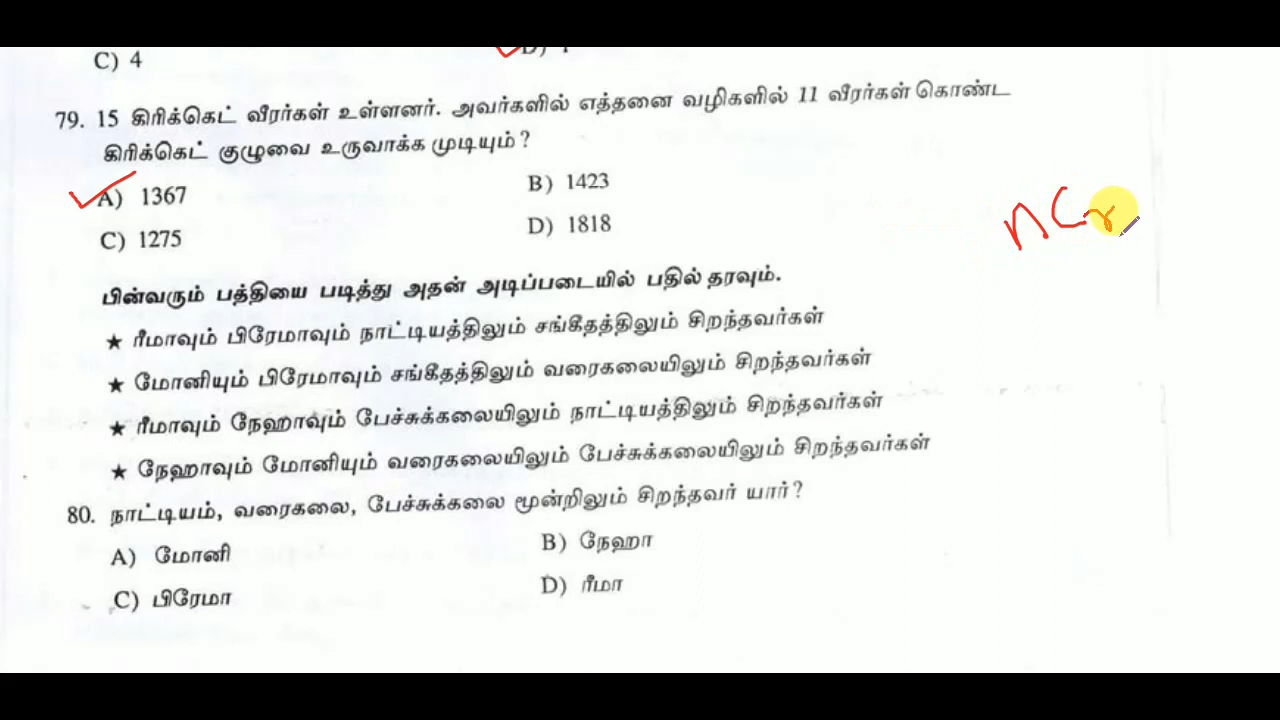 C) 4
D)
79. 15 கிரிக்கெட் வீரர்கள் உள்ளனர். அவர்களில் எத்தனை வழிகளில் 11 வீரர்கள் கொண்ட
கிரிக்கெட் குழுவை உருவாக்க முடியும்?
A) 1367
B) 1423
C) 1275
D) 1818
nCr
பின்வரும் பத்தியை படித்து அதன் அடிப்படையில் பதில் தரவும்.
★ ரீமாவும் பிரேமாவும் நாட்டியத்திலும் சங்கீதத்திலும் சிறந்தவர்கள்
★ மோனியும் பிரேமாவும் சங்கீதத்திலும் வரைகலையிலும் சிறந்தவர்கள்
★ ரீமாவும் நேஹாவும் பேச்சுக்கலையிலும் நாட்டியத்திலும் சிறந்தவர்கள்
★ நேஹாவும் மோனியும் வரைகலையிலும் பேச்சுக்கலையிலும் சிறந்தவர்கள்
80. நாட்டியம், வரைகலை, பேச்சுக்கலை மூன்றிலும் சிறந்தவர் யார்?
A) மோனி
B) நேஹா
C) பிரேமா
D) ரீமா